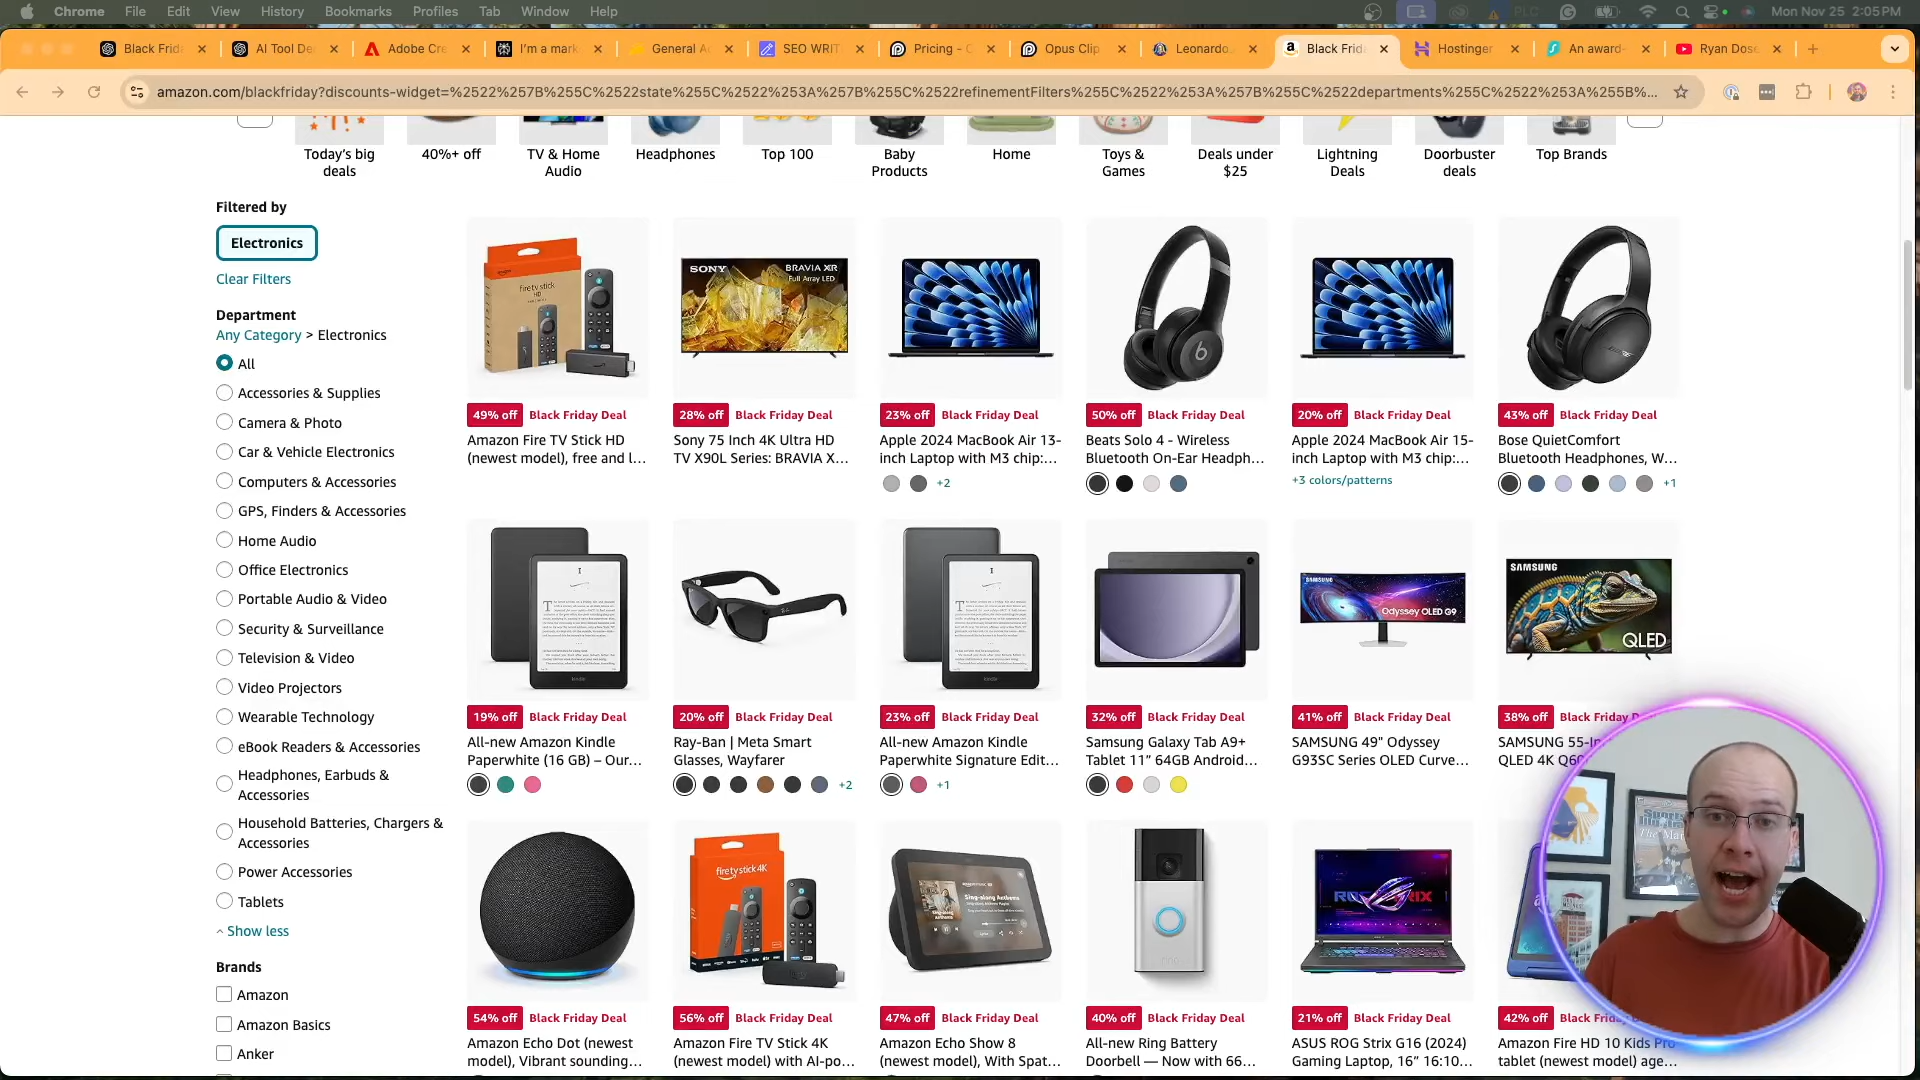 Chrome File Edit View History Bookmarks Profiles Tab Window Help Mon Nov 25 2:05 PM
Black Frid AI Tool De Adobe Cre I'm a mark General A SEO WRIT Pricing - Opus Clip Leonardo. Black Frid Hostinger An award- Ryan Dos
amazon.com/blackfriday?discounts-widget=%2522%257B%255C%2522state%255C%2522%253A%257B%255C%2522refinementFilters%255C%2522%253A%257B%255C%2522departments%255C%2522%253A%255B%...
Today's big deals
40%+ off
TV & Home Audio
Headphones
Top 100
Baby Products
Home
Toys & Games
Deals under $25
Lightning Deals
Doorbuster deals
Top Brands
Filtered by
Electronics
Clear Filters
Department
Any Category > Electronics
All
Accessories & Supplies
Camera & Photo
Car & Vehicle Electronics
Computers & Accessories
GPS, Finders & Accessories
Home Audio
Office Electronics
Portable Audio & Video
Security & Surveillance
Television & Video
Video Projectors
Wearable Technology
eBook Readers & Accessories
Headphones, Earbuds &
Accessories
Household Batteries, Chargers &
Accessories
Power Accessories
Tablets
Show less
Brands
Amazon
Amazon Basics
Anker
fire tv stick
HD
49% off Black Friday Deal
Amazon Fire TV Stick HD
(newest model), free and l...
SONY BRAVIA XR
Full Array LED
28% off Black Friday Deal
Sony 75 Inch 4K Ultra HD
TV X90L Series: BRAVIA X...
23% off Black Friday Deal
Apple 2024 MacBook Air 13-
inch Laptop with M3 chip:...
+2
50% off Black Friday Deal
Beats Solo 4 - Wireless
Bluetooth On-Ear Headph...
20% off Black Friday Deal
Apple 2024 MacBook Air 15-
inch Laptop with M3 chip:...
+3 colors/patterns
43% off Black Friday Deal
Bose QuietComfort
Bluetooth Headphones, W...
+1
19% off Black Friday Deal
All-new Amazon Kindle
Paperwhite (16 GB) – Our...
20% off Black Friday Deal
Ray-Ban | Meta Smart
Glasses, Wayfarer
+2
23% off Black Friday Deal
All-new Amazon Kindle
Paperwhite Signature Edit...
+1
32% off Black Friday Deal
Samsung Galaxy Tab A9+
Tablet 11” 64GB Android...
SAMSUNG
Odyssey OLED G9
41% off Black Friday Deal
SAMSUNG 49" Odyssey
G93SC Series OLED Curve...
SAMSUNG
QLED
38% off Black Friday
SAMSUNG 55-In
QLED 4K Q60
54% off Black Friday Deal
Amazon Echo Dot (newest
model), Vibrant sounding...
fire tv stick 4K
56% off Black Friday Deal
Amazon Fire TV Stick 4K
(newest model) with AI-po...
Sing-along Anthems
47% off Black Friday Deal
Amazon Echo Show 8
(newest model), With Spat...
40% off Black Friday Deal
All-new Ring Battery
Doorbell — Now with 66...
21% off Black Friday Deal
ASUS ROG Strix G16 (2024)
Gaming Laptop, 16” 16:10...
42% off Black Fri
Amazon Fire HD 10 Kids Pro
tablet (newest model) age...